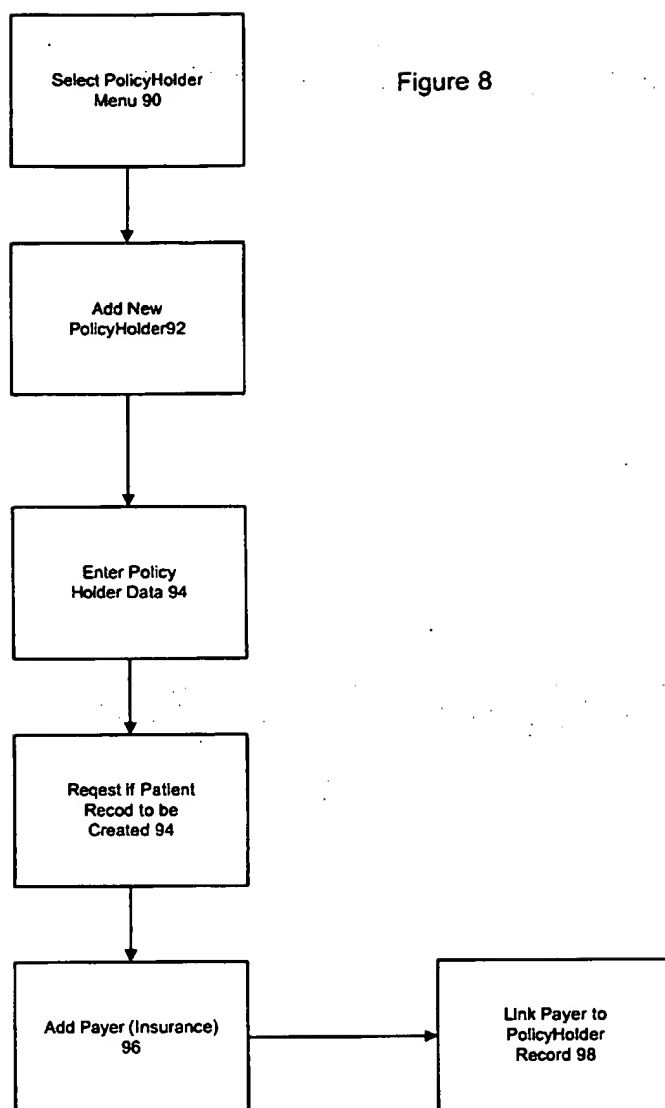 Select PolicyHolder
Menu 90
Figure 8
Add New
PolicyHolder92
Enter Policy
Holder Data 94
Reqest if Patient
Recod to be
Created 94
Add Payer (Insurance)
96
Link Payer to
PolicyHolder
Record 98